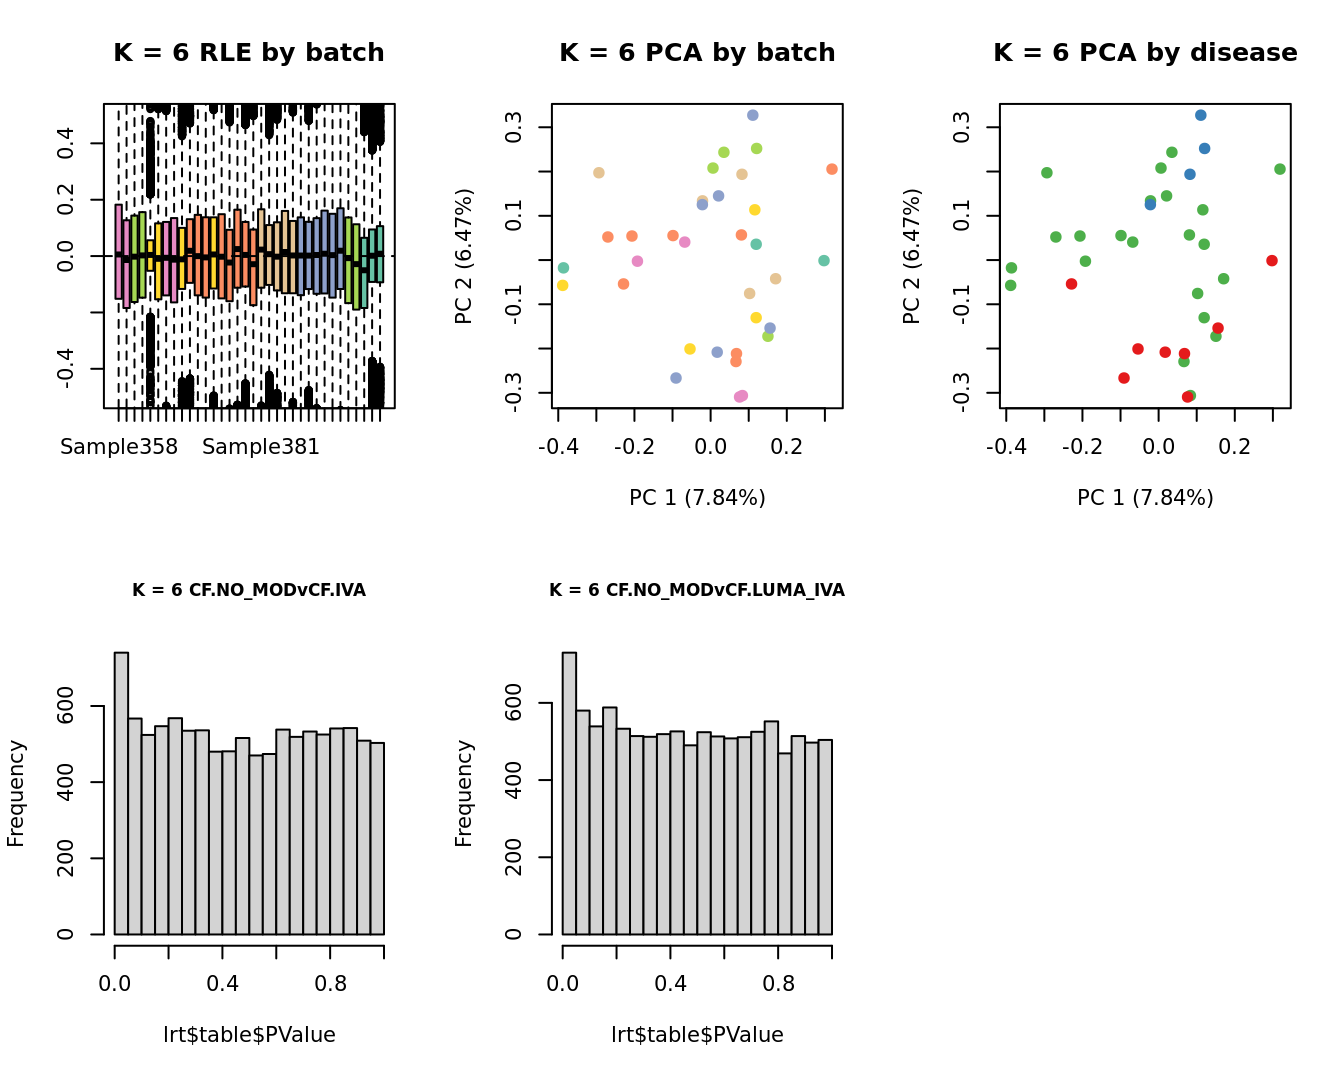 K = 6 RLE by batch
0.4
0.2
0.0
-0.4
Sample358 Sample381
K = 6 PCA by batch
PC 2 (6.47%)
0.3
0.1
-0.1
-0.3
-0.4 -0.2 0.0 0.2
PC 1 (7.84%)
K = 6 PCA by disease
PC 2 (6.47%)
0.3
0.1
-0.1
-0.3
-0.4 -0.2 0.0 0.2
PC 1 (7.84%)
K = 6 CF.NO_MODvCF.IVA
Frequency
600
400
200
0
0.0 0.4 0.8
lrt$table$PValue
K = 6 CF.NO_MODvCF.LUMA_IVA
Frequency
600
400
200
0
0.0 0.4 0.8
lrt$table$PValue